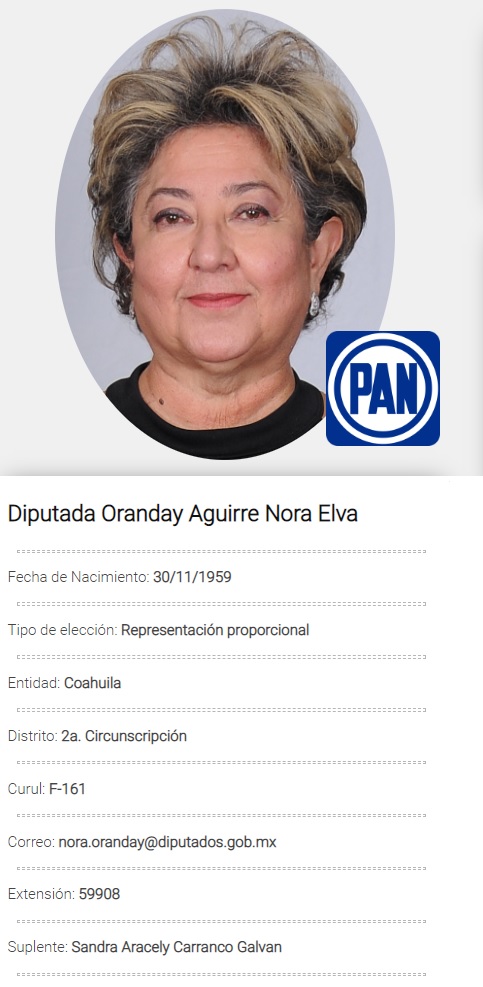 PAN
Diputada Oranday Aguirre Nora Elva
Fecha de Nacimiento: 30/11/1959
Tipo de elección: Representación proporcional
Entidad: Coahuila
Distrito: 2a. Circunscripción
Curul: F-161
Correo: nora.oranday@diputados.gob.mx
Extensión: 59908
Suplente: Sandra Aracely Carranco Galvan